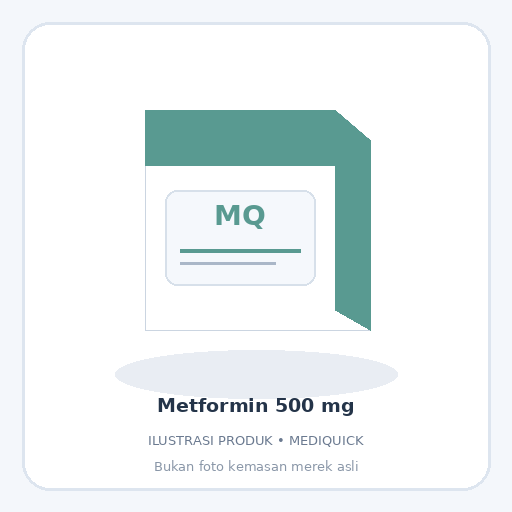 MQ
Metformin 500 mg
ILUSTRASI PRODUK • MEDIQUICK
Bukan foto kemasan merek asli